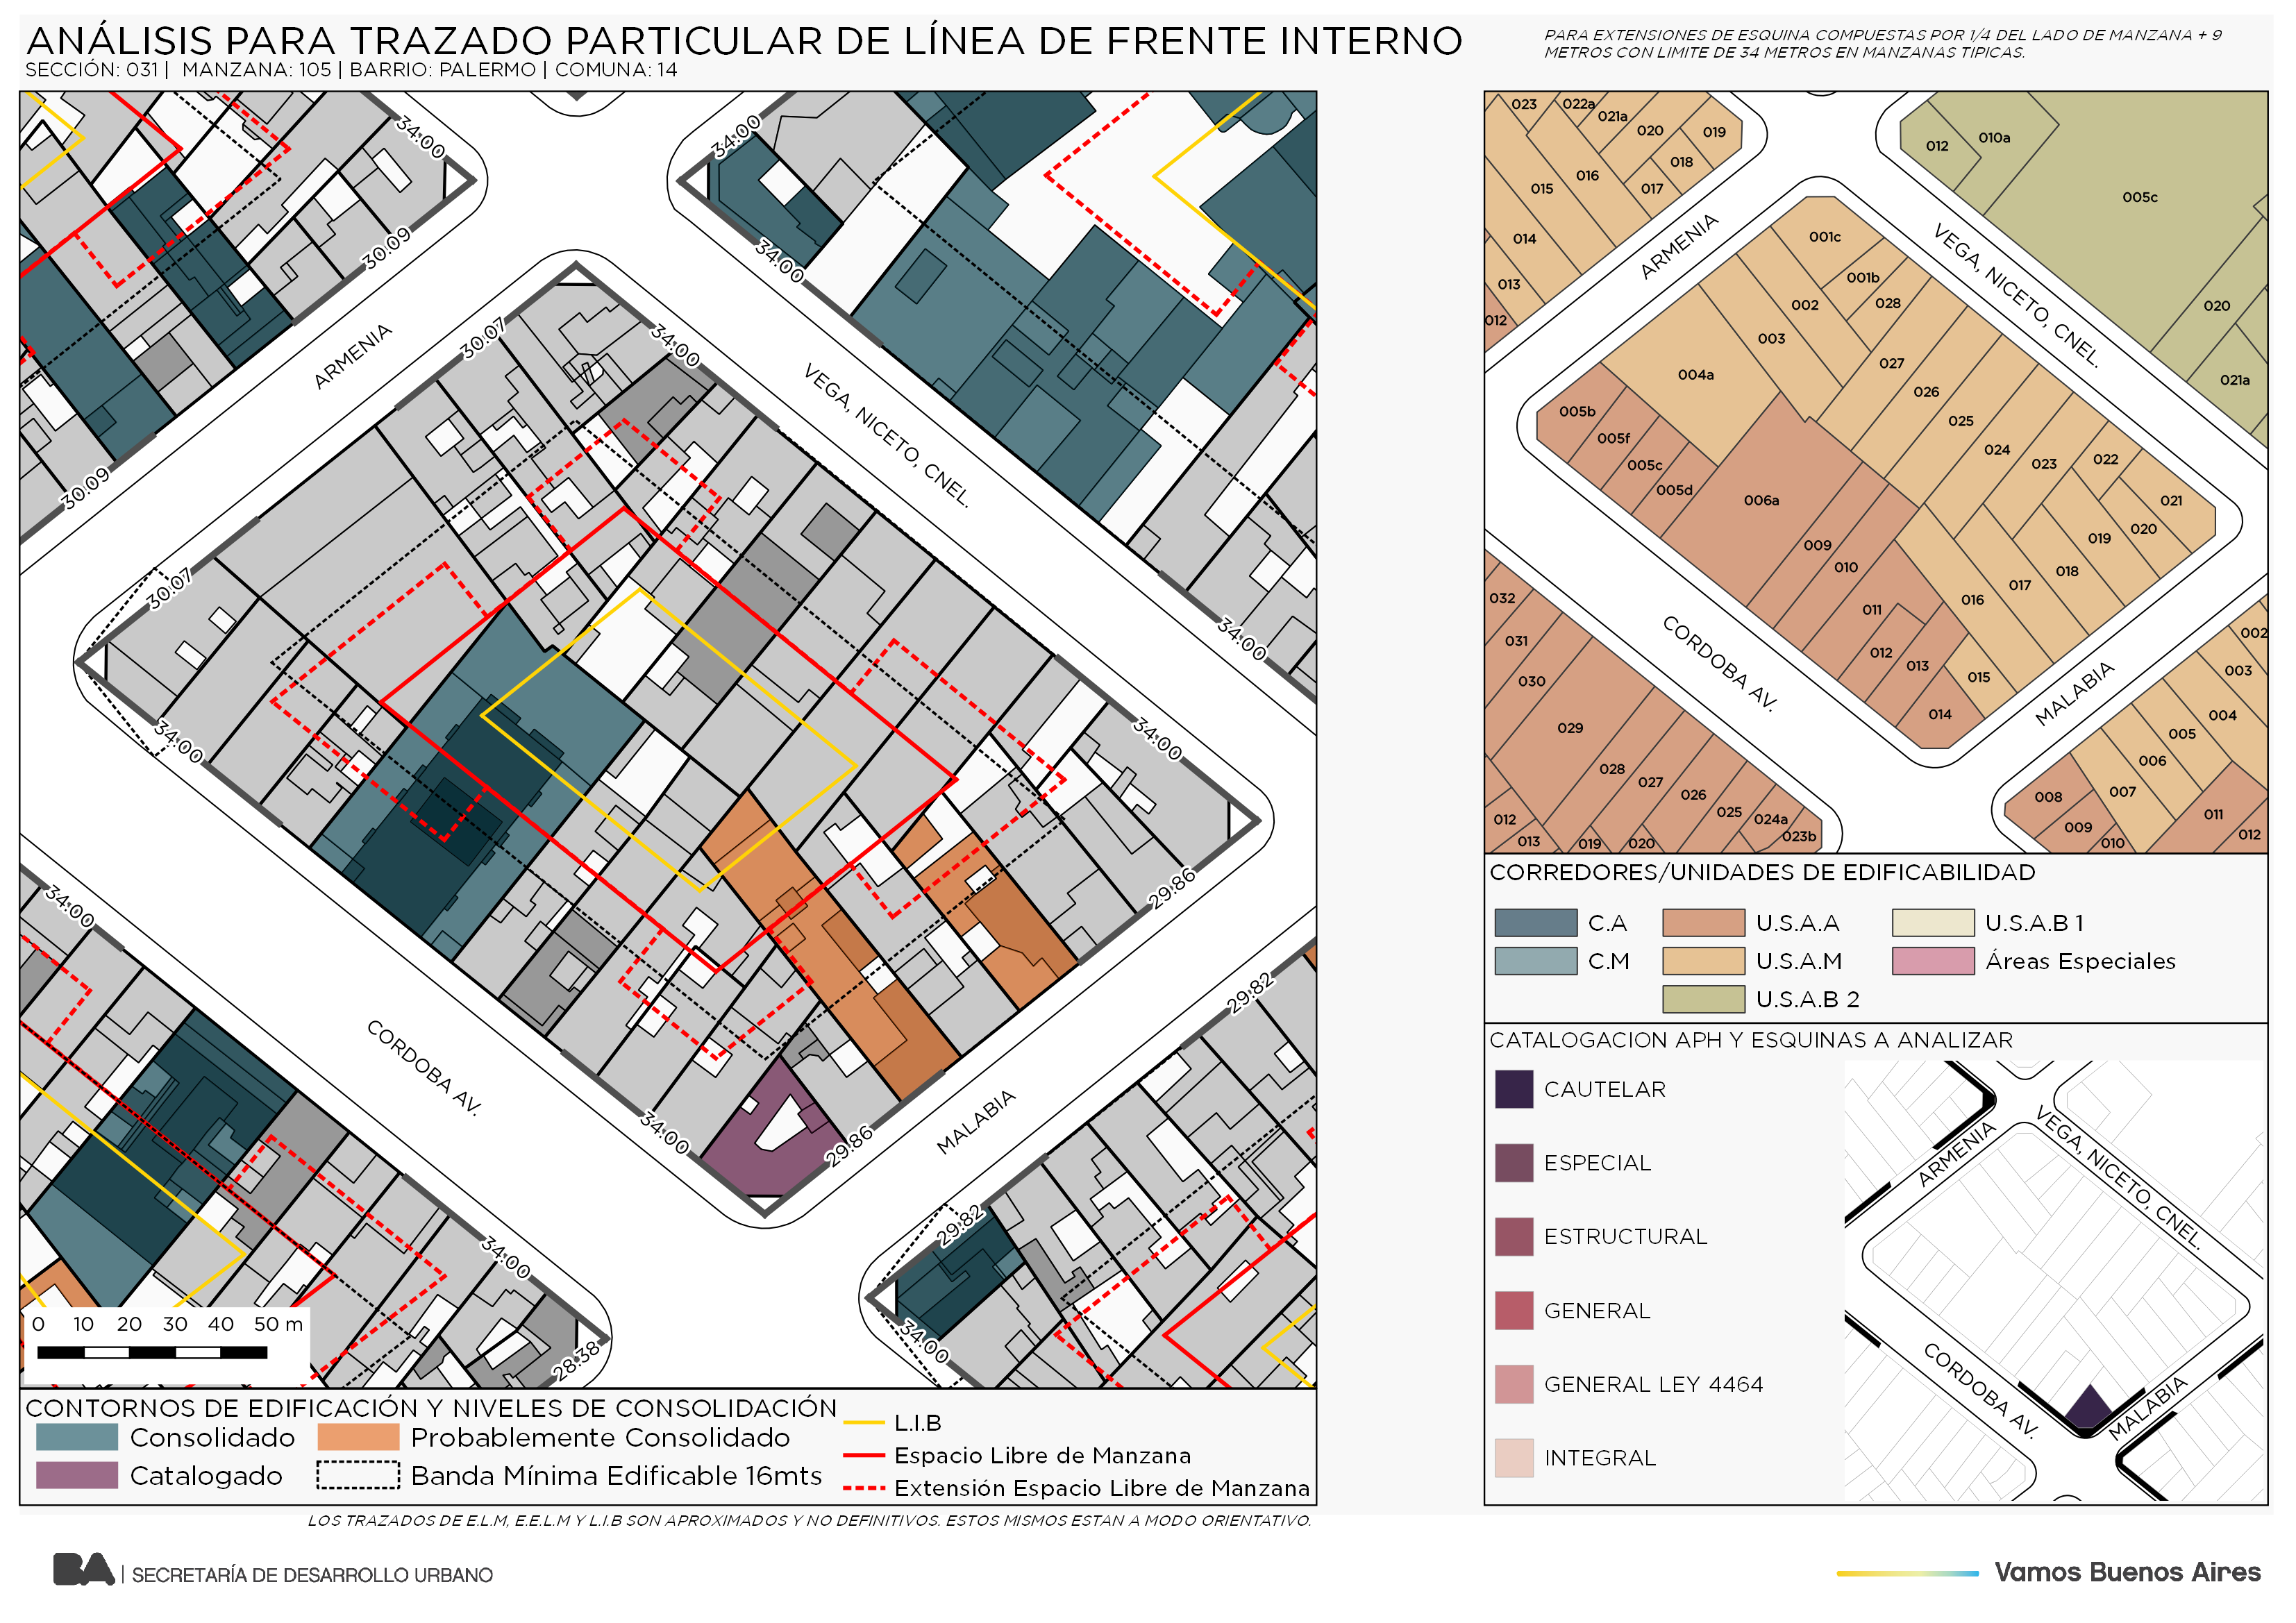 ANÁLISIS PARA TRAZADO PARTICULAR DE LÍNEA DE FRENTE INTERNO
SECCIÓN: 031 | MANZANA: 105 | BARRIO: PALERMO | COMUNA: 14
PARA EXTENSIONES DE ESQUINA COMPUESTAS POR 1/4 DEL LADO DE MANZANA + 9
METROS CON LIMITE DE 34 METROS EN MANZANAS TIPICAS.
34:00
34:00
30.09
34:00
30.09
ARMENIA
30.07
34:00
VEGA, NICETO, CNEL.
30.07
34:00
34:00
34:00
29.86
34:00
29.82
CORDOBA AV.
34:00
29.86
MALABIA
29.82
34:00
34:00
28.38
0 10 20 30 40 50 m
CONTORNOS DE EDIFICACIÓN Y NIVELES DE CONSOLIDACIÓN
Consolidado
Probablemente Consolidado
Catalogado
Banda Mínima Edificable 16mts
L.I.B
Espacio Libre de Manzana
Extensión Espacio Libre de Manzana
LOS TRAZADOS DE E.L.M, E.E.L.M Y L.I.B SON APROXIMADOS Y NO DEFINITIVOS. ESTOS MISMOS ESTAN A MODO ORIENTATIVO.
023 022a 021a 020 019
018
017
016
015
014
013
012
012 010a
005c
020
021a
ARMENIA
VEGA, NICETO, CNEL.
001c
001b
028
002
003
004a
027
026
025
024
023
022
021
020
019
018
017
016
015
005b
005f
005c
005d
006a
009
010
011
012
013
014
CORDOBA AV.
MALABIA
032
031
030
029
028
027
026
025
024a
023b
012
013
019
020
002
003
004
005
006
007
008
009
010
011
012
CORREDORES/UNIDADES DE EDIFICABILIDAD
C.A
U.S.A.A
U.S.A.B 1
C.M
U.S.A.M
Áreas Especiales
U.S.A.B 2
CATALOGACION APH Y ESQUINAS A ANALIZAR
CAUTELAR
ESPECIAL
ESTRUCTURAL
GENERAL
GENERAL LEY 4464
INTEGRAL
ARMENIA
VEGA, NICETO, CNEL.
CORDOBA AV.
MALABIA
BA | SECRETARÍA DE DESARROLLO URBANO
Vamos Buenos Aires